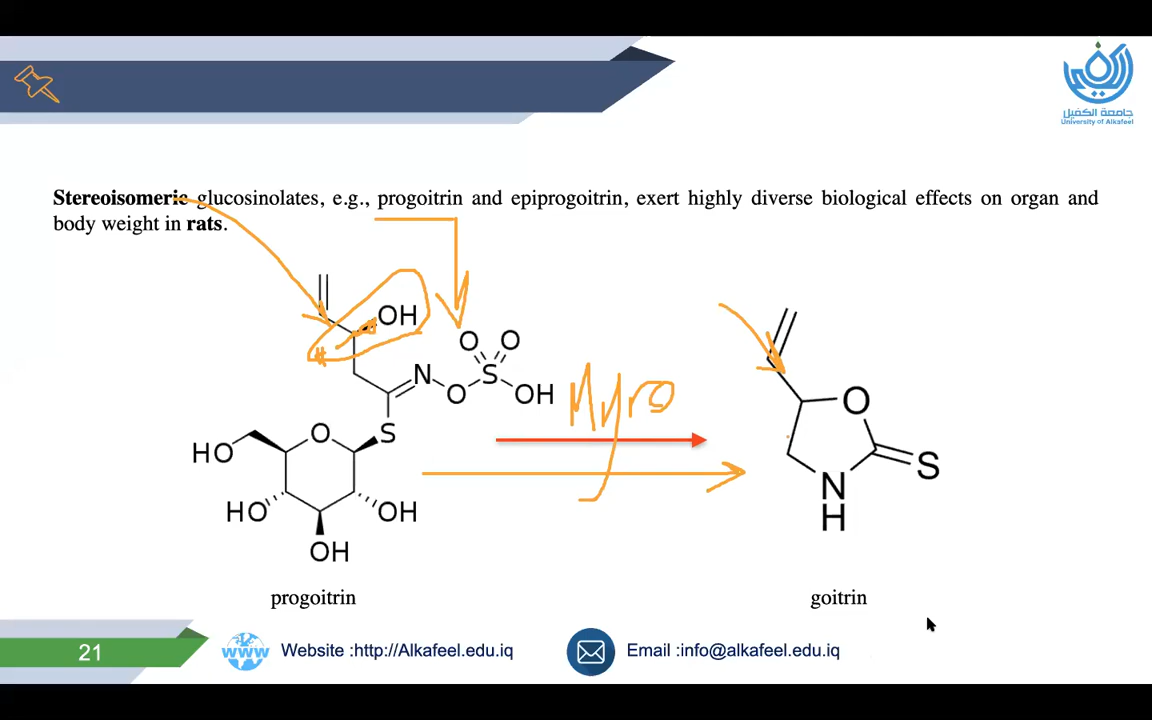 جامعة الكفيل
University of Alkafeel
Stereoisomeric glucosinolates, e.g., progoitrin and epiprogoitrin, exert highly diverse biological effects on organ and
body weight in rats.
OH
O O
N S
O OH
S
O
HO
HO OH
OH
Myro
O
S
N
H
progoitrin
goitrin
21
www
Website :http://Alkafeel.edu.iq
Email :info@alkafeel.edu.iq